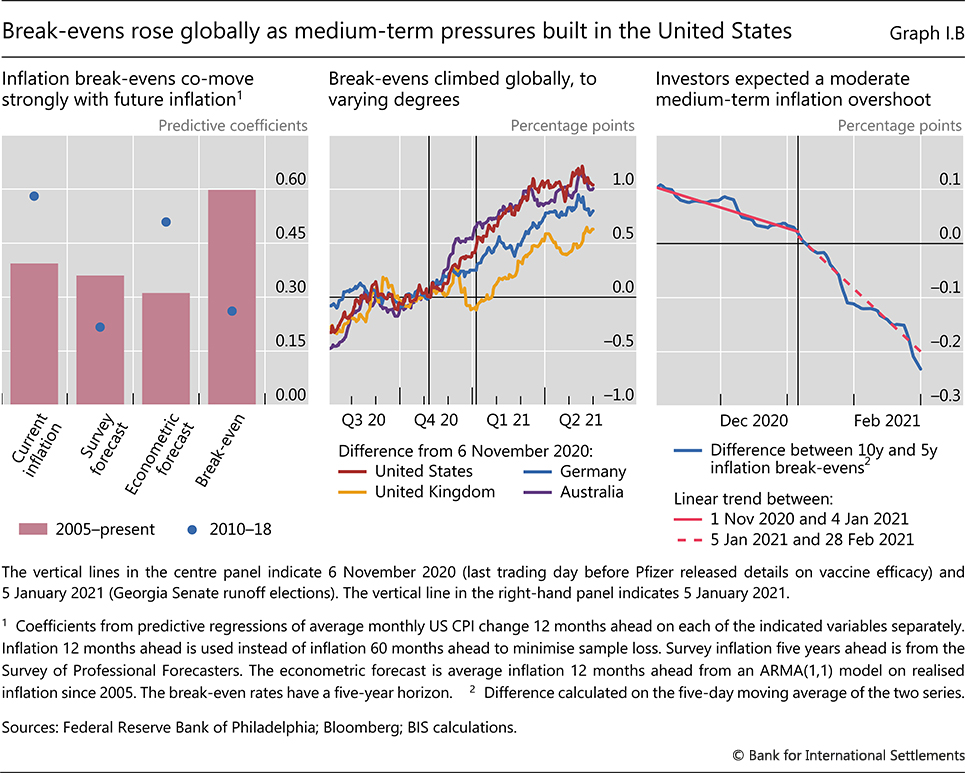 Break-evens rose globally as medium-term pressures built in the United States
Graph I.B
Inflation break-evens co-move
strongly with future inflation1
Predictive coefficients
0.60
0.45
0.30
0.15
0.00
Current
inflation
Survey
forecast
Econometric
forecast
Break-even
2005–present
2010–18
Break-evens climbed globally, to
varying degrees
Percentage points
1.0
0.5
0.0
–0.5
–1.0
Q3 20
Q4 20
Q1 21
Q2 21
Difference from 6 November 2020:
United States
Germany
United Kingdom
Australia
Investors expected a moderate
medium-term inflation overshoot
Percentage points
0.1
0.0
–0.1
–0.2
–0.3
Dec 2020
Feb 2021
Difference between 10y and 5y
inflation break-evens2
Linear trend between:
1 Nov 2020 and 4 Jan 2021
5 Jan 2021 and 28 Feb 2021
The vertical lines in the centre panel indicate 6 November 2020 (last trading day before Pfizer released details on vaccine efficacy) and
5 January 2021 (Georgia Senate runoff elections). The vertical line in the right-hand panel indicates 5 January 2021.
1 Coefficients from predictive regressions of average monthly US CPI change 12 months ahead on each of the indicated variables separately.
Inflation 12 months ahead is used instead of inflation 60 months ahead to minimise sample loss. Survey inflation five years ahead is from the
Survey of Professional Forecasters. The econometric forecast is average inflation 12 months ahead from an ARMA(1,1) model on realised
inflation since 2005. The break-even rates have a five-year horizon. 2 Difference calculated on the five-day moving average of the two series.
Sources: Federal Reserve Bank of Philadelphia; Bloomberg; BIS calculations.
© Bank for International Settlements